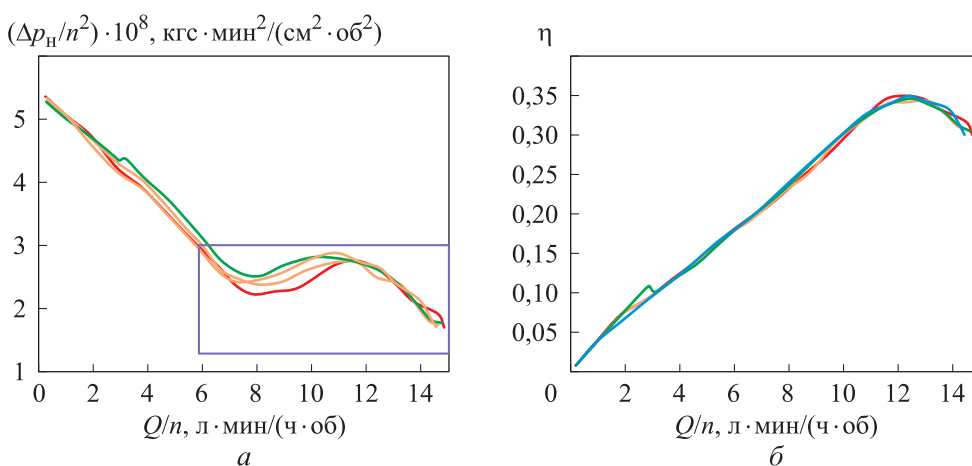 (Δp_н/n²)·10⁸, кгс·мин²/(см²·об²)
5
4
3
2
1
0 2 4 6 8 10 12 14
Q/n, л·мин/(ч·об)
а
η
0,35
0,30
0,25
0,20
0,15
0,10
0,05
2 4 6 8 10 12 14
Q/n, л·мин/(ч·об)
б